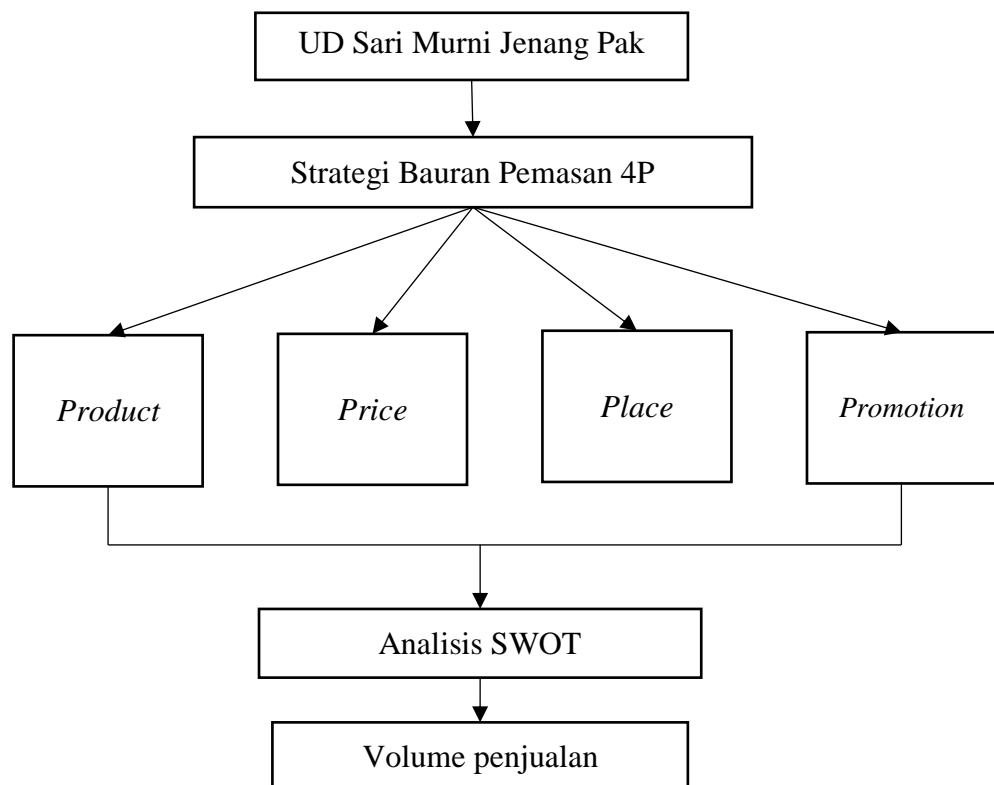 UD Sari Murni Jenang Pak
Strategi Bauran Pemasan 4P
Product
Price
Place
Promotion
Analisis SWOT
Volume penjualan